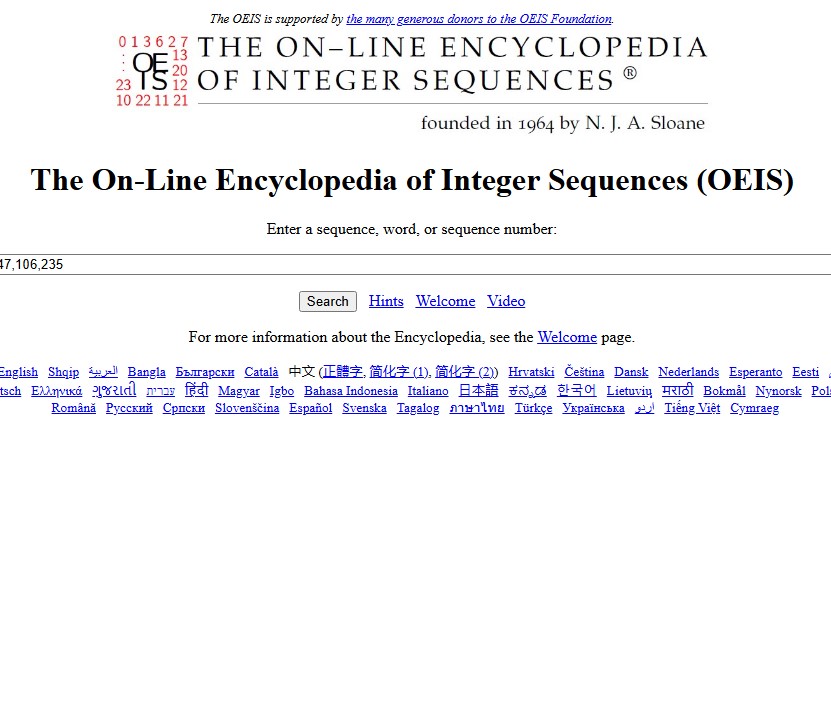 The OEIS is supported by the many generous donors to the OEIS Foundation.
0 1 3 6 2 7
: OE 13
: IS 20
23 12
10 22 11 21
THE ON-LINE ENCYCLOPEDIA
OF INTEGER SEQUENCES ®
founded in 1964 by N. J. A. Sloane
The On-Line Encyclopedia of Integer Sequences (OEIS)
Enter a sequence, word, or sequence number:
47,106,235
Search Hints Welcome Video
For more information about the Encyclopedia, see the Welcome page.
English Shqip العربية Bangla Български Català 中文 (正體字, 简化字 (1), 简化字 (2)) Hrvatski Čeština Dansk Nederlands Esperanto Eesti
tsch Ελληνικά ગુજરાતી עברית हिंदी Magyar Igbo Bahasa Indonesia Italiano 日本語 ಕನ್ನಡ 한국어 Lietuvių मराठी Bokmål Nynorsk Pols
Română Русский Српски Slovenščina Español Svenska Tagalog ภาษาไทย Türkçe Українська اردو Tiếng Việt Cymraeg